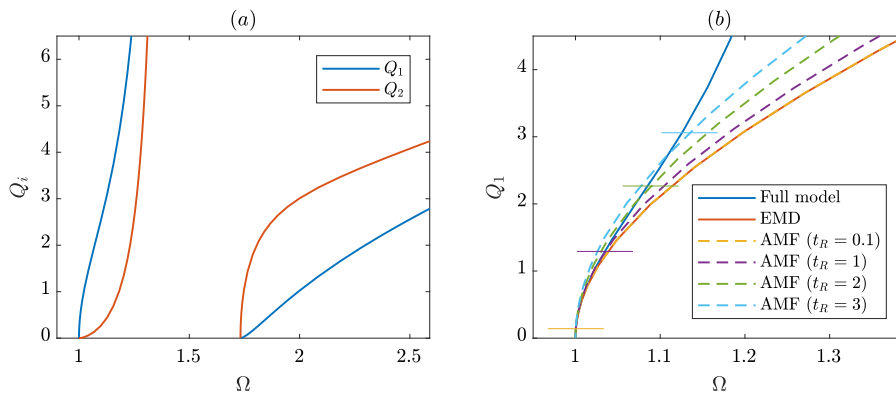 (a)
6
5
4
3
2
1
0
Q_i
1
1.5
2
2.5
Ω
Q_1
Q_2
(b)
4
3
2
1
0
Q_1
1
1.1
1.2
1.3
Ω
Full model
EMD
AMF (t_R = 0.1)
AMF (t_R = 1)
AMF (t_R = 2)
AMF (t_R = 3)